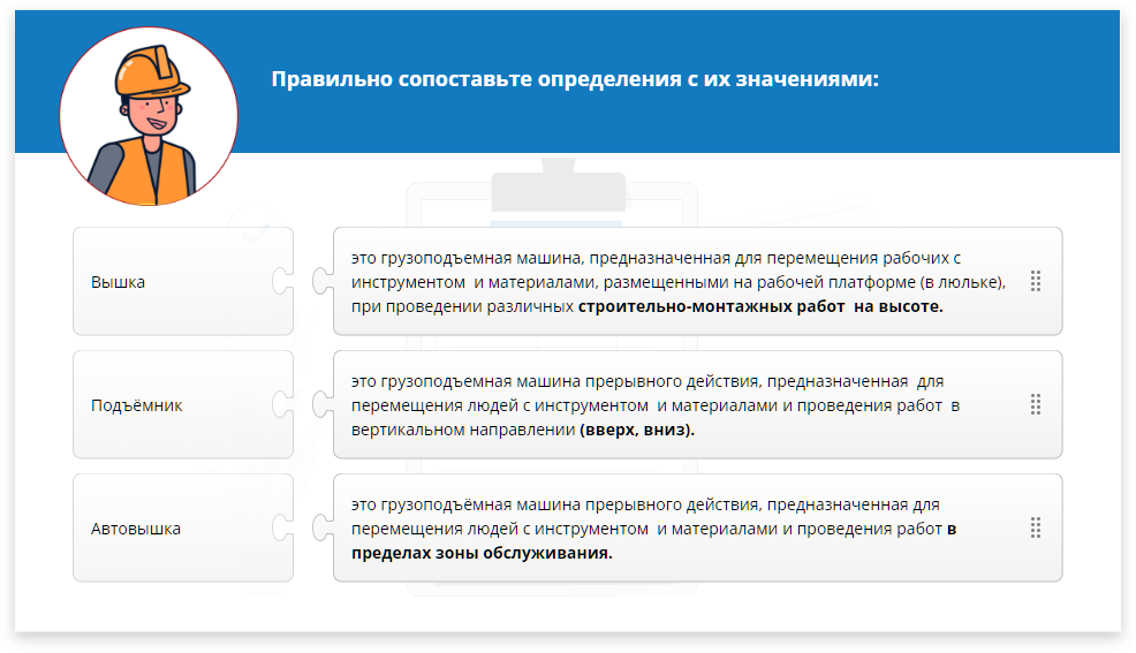 Правильно сопоставьте определения с их значениями:
Вышка
это грузоподъемная машина, предназначенная для перемещения рабочих с
инструментом и материалами, размещенными на рабочей платформе (в люльке),
при проведении различных строительно-монтажных работ на высоте.
Подъёмник
это грузоподъемная машина прерывного действия, предназначенная для
перемещения людей с инструментом и материалами и проведения работ в
вертикальном направлении (вверх, вниз).
Автовышка
это грузоподъёмная машина прерывного действия, предназначенная для
перемещения людей с инструментом и материалами и проведения работ в
пределах зоны обслуживания.